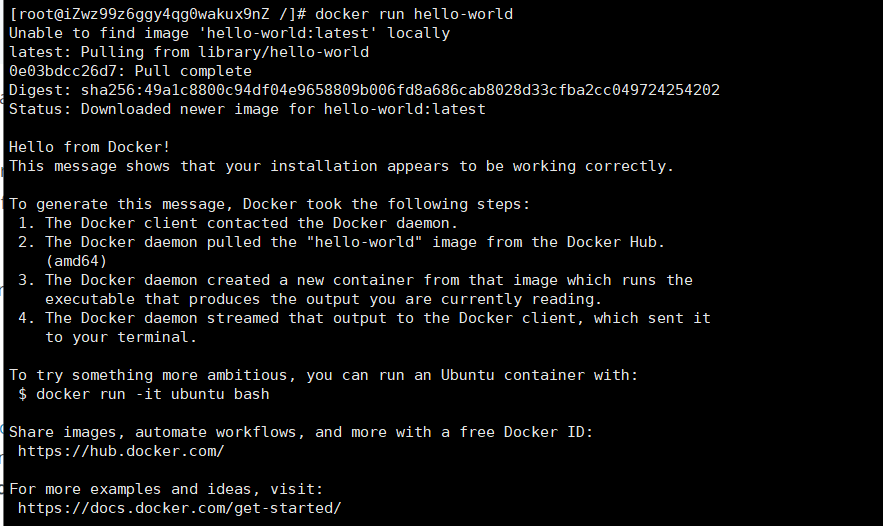 [root@iZwz99z6ggy4qg0wakux9nZ /]# docker run hello-world
Unable to find image 'hello-world:latest' locally
latest: Pulling from library/hello-world
0e03bdcc26d7: Pull complete
Digest: sha256:49a1c8800c94df04e9658809b006fd8a686cab8028d33cfba2cc049724254202
Status: Downloaded newer image for hello-world:latest

Hello from Docker!
This message shows that your installation appears to be working correctly.

To generate this message, Docker took the following steps:
 1. The Docker client contacted the Docker daemon.
 2. The Docker daemon pulled the "hello-world" image from the Docker Hub.
    (amd64)
 3. The Docker daemon created a new container from that image which runs the
    executable that produces the output you are currently reading.
 4. The Docker daemon streamed that output to the Docker client, which sent it
    to your terminal.

To try something more ambitious, you can run an Ubuntu container with:
 $ docker run -it ubuntu bash

Share images, automate workflows, and more with a free Docker ID:
 https://hub.docker.com/

For more examples and ideas, visit:
 https://docs.docker.com/get-started/